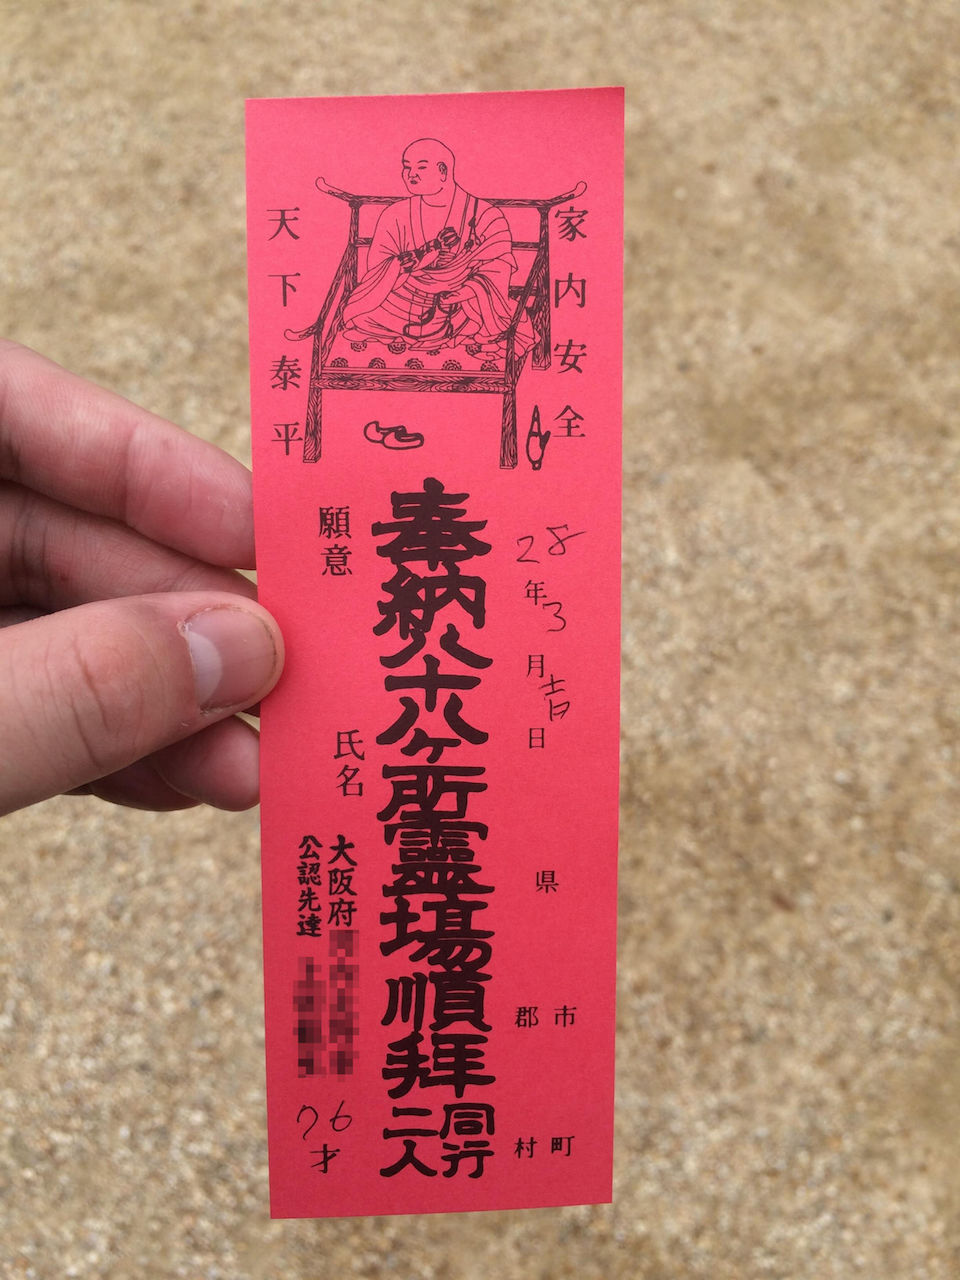 家内安全
天下泰平
28年3月吉日
県
市
郡
町
村
奉納八十八ヶ所霊場順拝
同行
二人
願意
氏名
大阪府
公認先達
76才